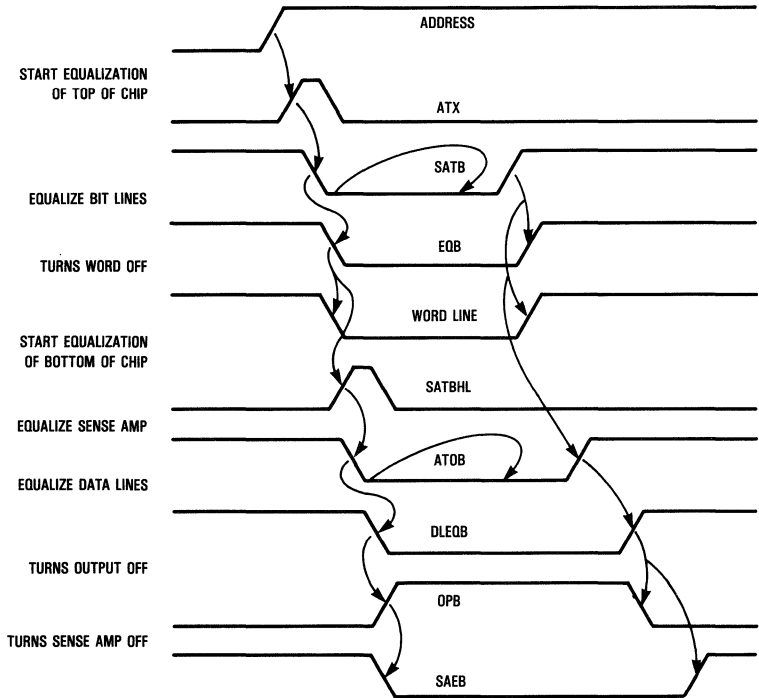 ADDRESS
START EQUALIZATION
OF TOP OF CHIP
ATX
SATB
EQUALIZE BIT LINES
EQB
TURNS WORD OFF
WORD LINE
START EQUALIZATION
OF BOTTOM OF CHIP
SATBHL
EQUALIZE SENSE AMP
ATOB
EQUALIZE DATA LINES
DLEQB
TURNS OUTPUT OFF
OPB
TURNS SENSE AMP OFF
SAEB